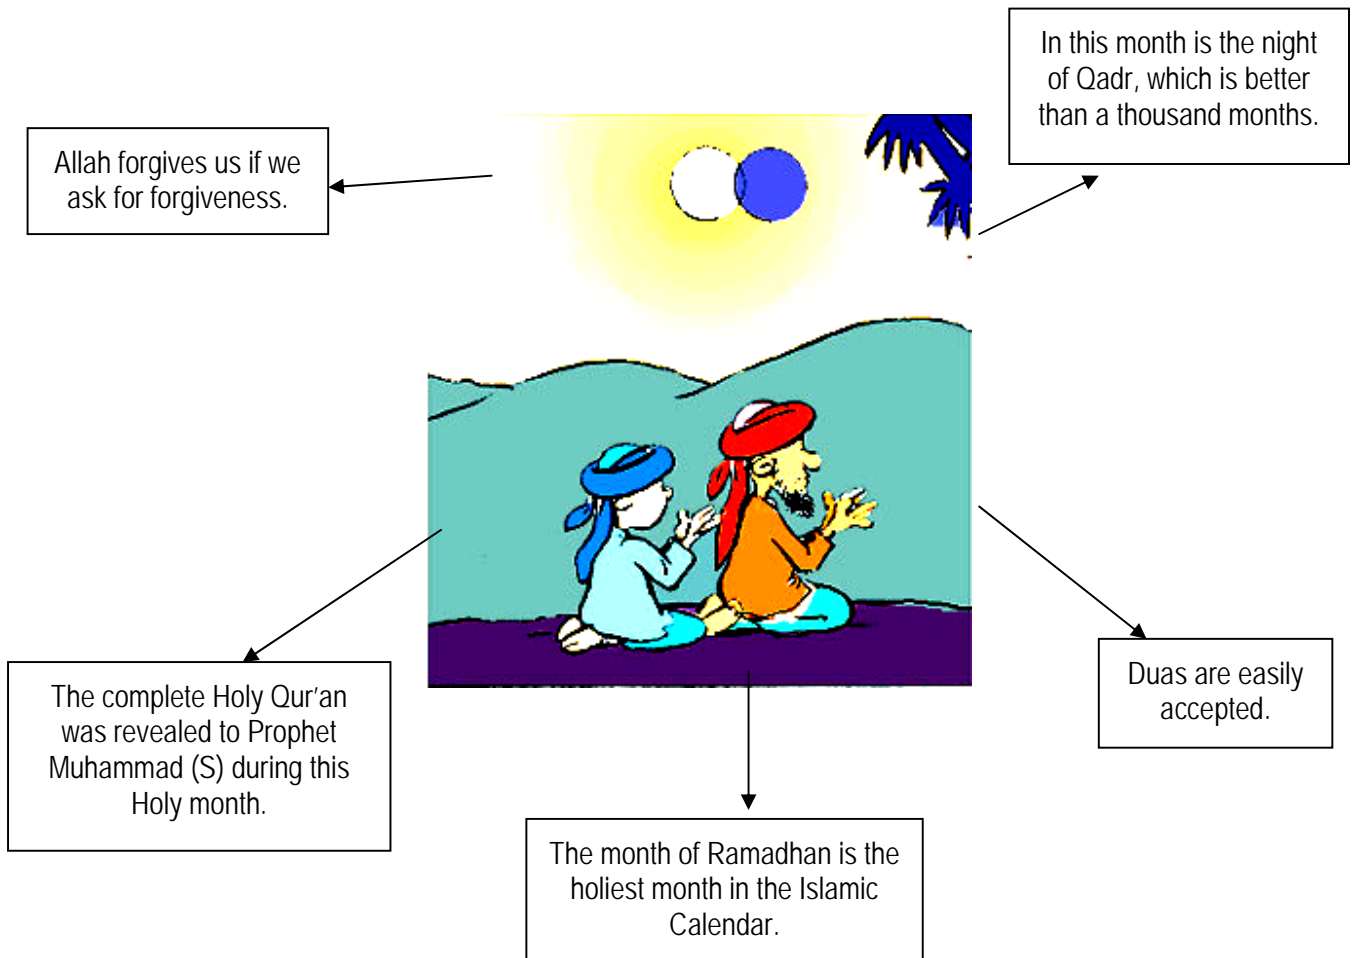 In this month is the night
of Qadr, which is better
than a thousand months.
Allah forgives us if we
ask for forgiveness.
The complete Holy Qur’an
was revealed to Prophet
Muhammad (S) during this
Holy month.
Duas are easily
accepted.
The month of Ramadhan is the
holiest month in the Islamic
Calendar.